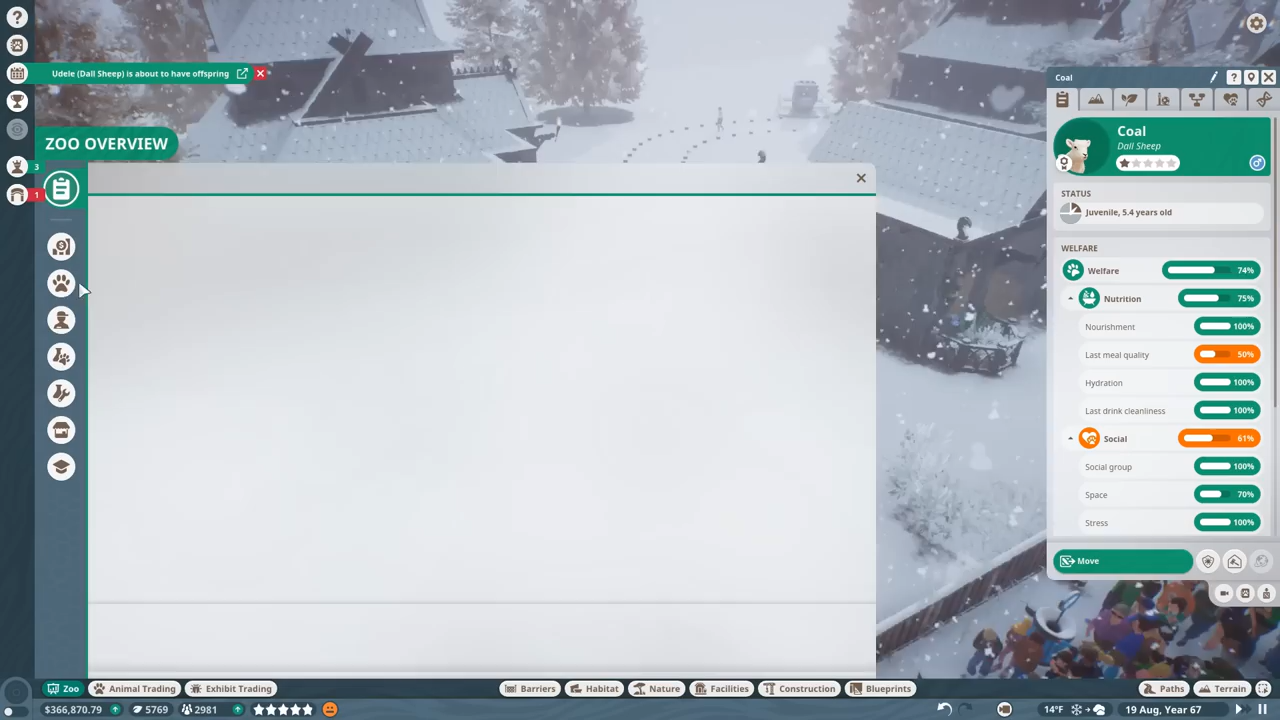 Udele (Dall Sheep) is about to have offspring
Coal
ZOO OVERVIEW
3
1
Coal
Dall Sheep
STATUS
Juvenile, 5.4 years old
WELFARE
Welfare 74%
Nutrition 75%
Nourishment 100%
Last meal quality 50%
Hydration 100%
Last drink cleanliness 100%
Social 61%
Social group 100%
Space 70%
Stress 100%
Move
Zoo Animal Trading Exhibit Trading Barriers Habitat Nature Facilities Construction Blueprints Paths Terrain
$366,870.79 5769 2981 14°F 19 Aug, Year 67